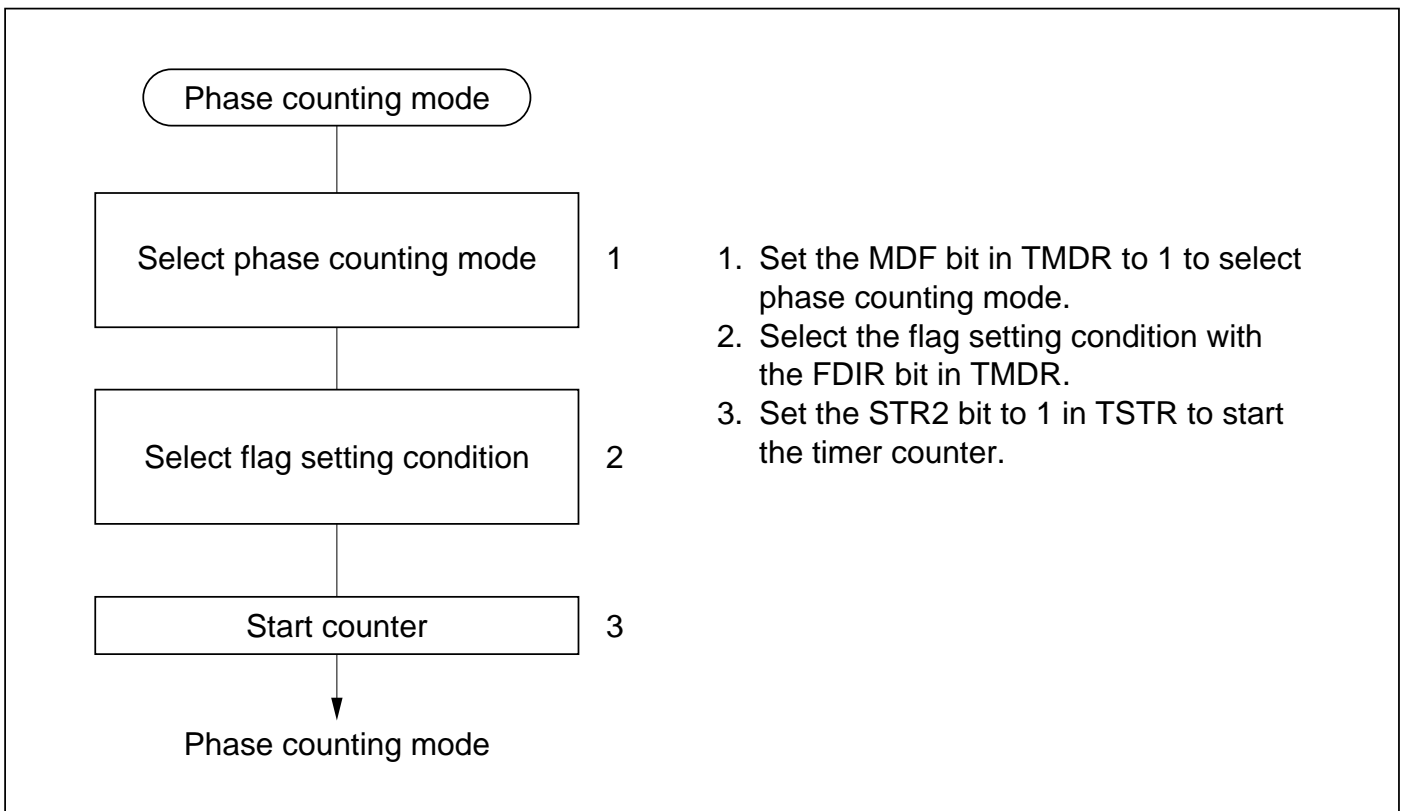 Phase counting mode
Select phase counting mode 1
Select flag setting condition 2
Start counter 3
Phase counting mode
1. Set the MDF bit in TMDR to 1 to select
phase counting mode.
2. Select the flag setting condition with
the FDIR bit in TMDR.
3. Set the STR2 bit to 1 in TSTR to start
the timer counter.